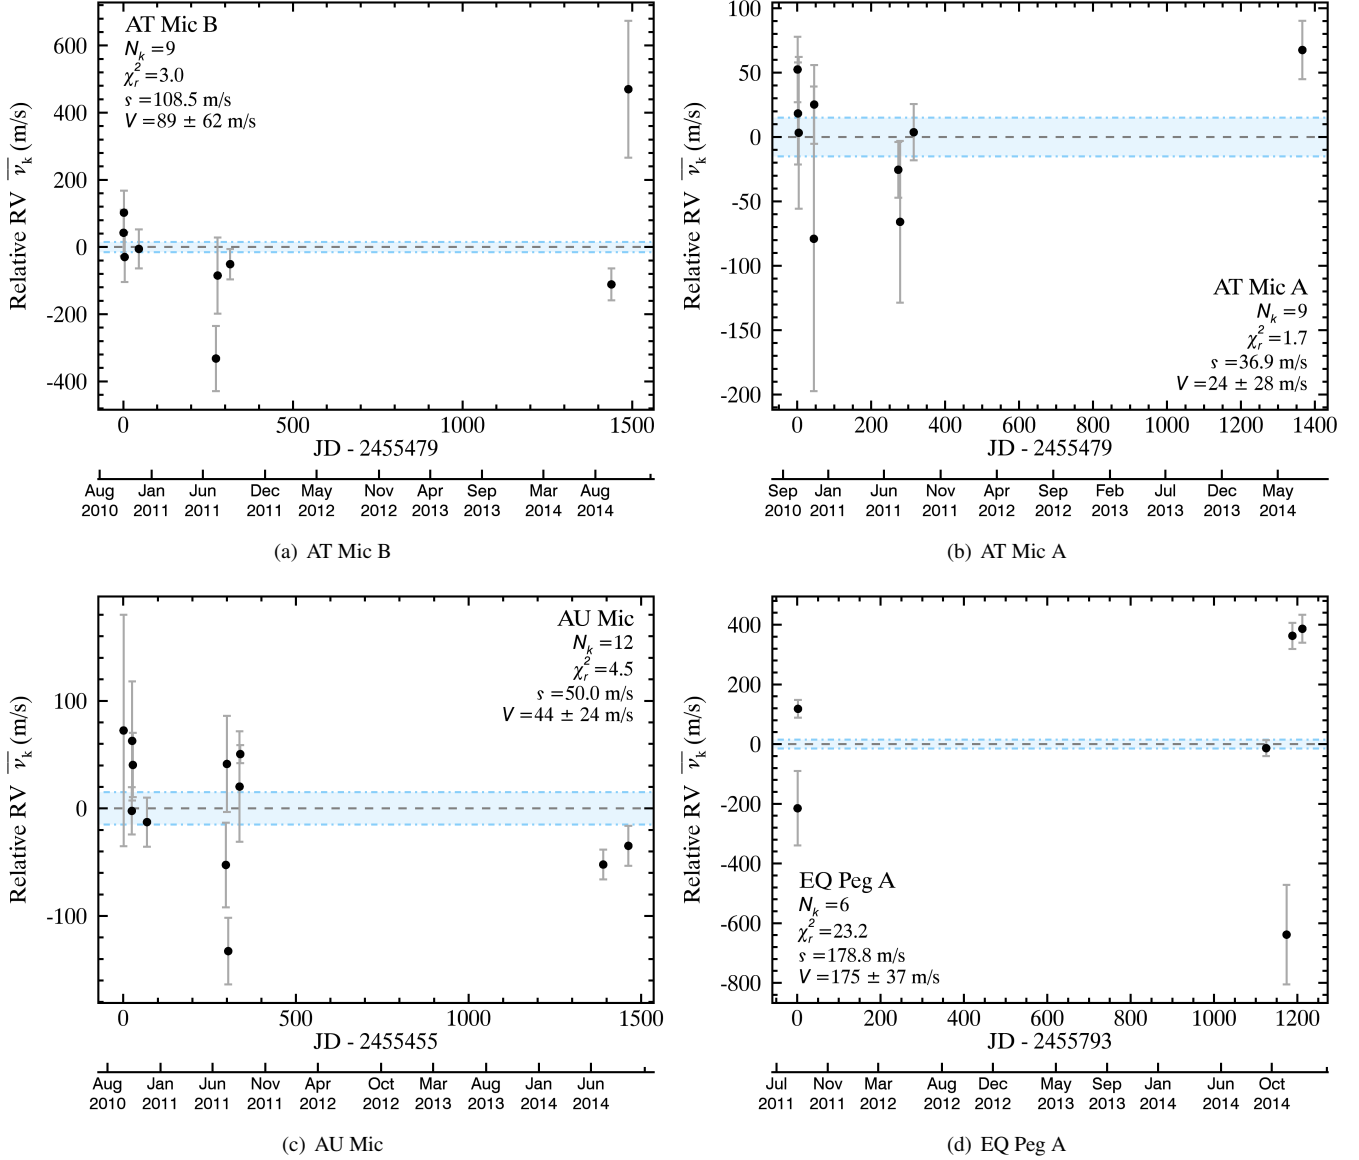 AT Mic B
N_k =9
χ_r^2 =3.0
s =108.5 m/s
V =89 ± 62 m/s
600
400
200
0
-200
-400
Relative RV ν_k (m/s)
0 500 1000 1500
JD - 2455479
Aug Jan Jun Dec May Nov Apr Sep Mar Aug
2010 2011 2011 2011 2012 2012 2013 2013 2014 2014
(a) AT Mic B
100
50
0
-50
-100
-150
-200
Relative RV ν_k (m/s)
AT Mic A
N_k =9
χ_r^2 =1.7
s =36.9 m/s
V =24 ± 28 m/s
0 200 400 600 800 1000 1200 1400
JD - 2455479
Sep Jan Jun Nov Apr Sep Feb Jul Dec May
2010 2011 2011 2011 2012 2012 2013 2013 2013 2014
(b) AT Mic A
AU Mic
N_k =12
χ_r^2 =4.5
s =50.0 m/s
V =44 ± 24 m/s
100
0
-100
Relative RV ν_k (m/s)
0 500 1000 1500
JD - 2455455
Aug Jan Jun Nov Apr Oct Mar Aug Jan Jun
2010 2011 2011 2011 2012 2012 2013 2013 2014 2014
(c) AU Mic
400
200
0
-200
-400
-600
-800
Relative RV ν_k (m/s)
EQ Peg A
N_k =6
χ_r^2 =23.2
s =178.8 m/s
V =175 ± 37 m/s
0 200 400 600 800 1000 1200
JD - 2455793
Jul Nov Mar Aug Dec May Sep Jan Jun Oct
2011 2011 2012 2012 2012 2013 2013 2014 2014 2014
(d) EQ Peg A